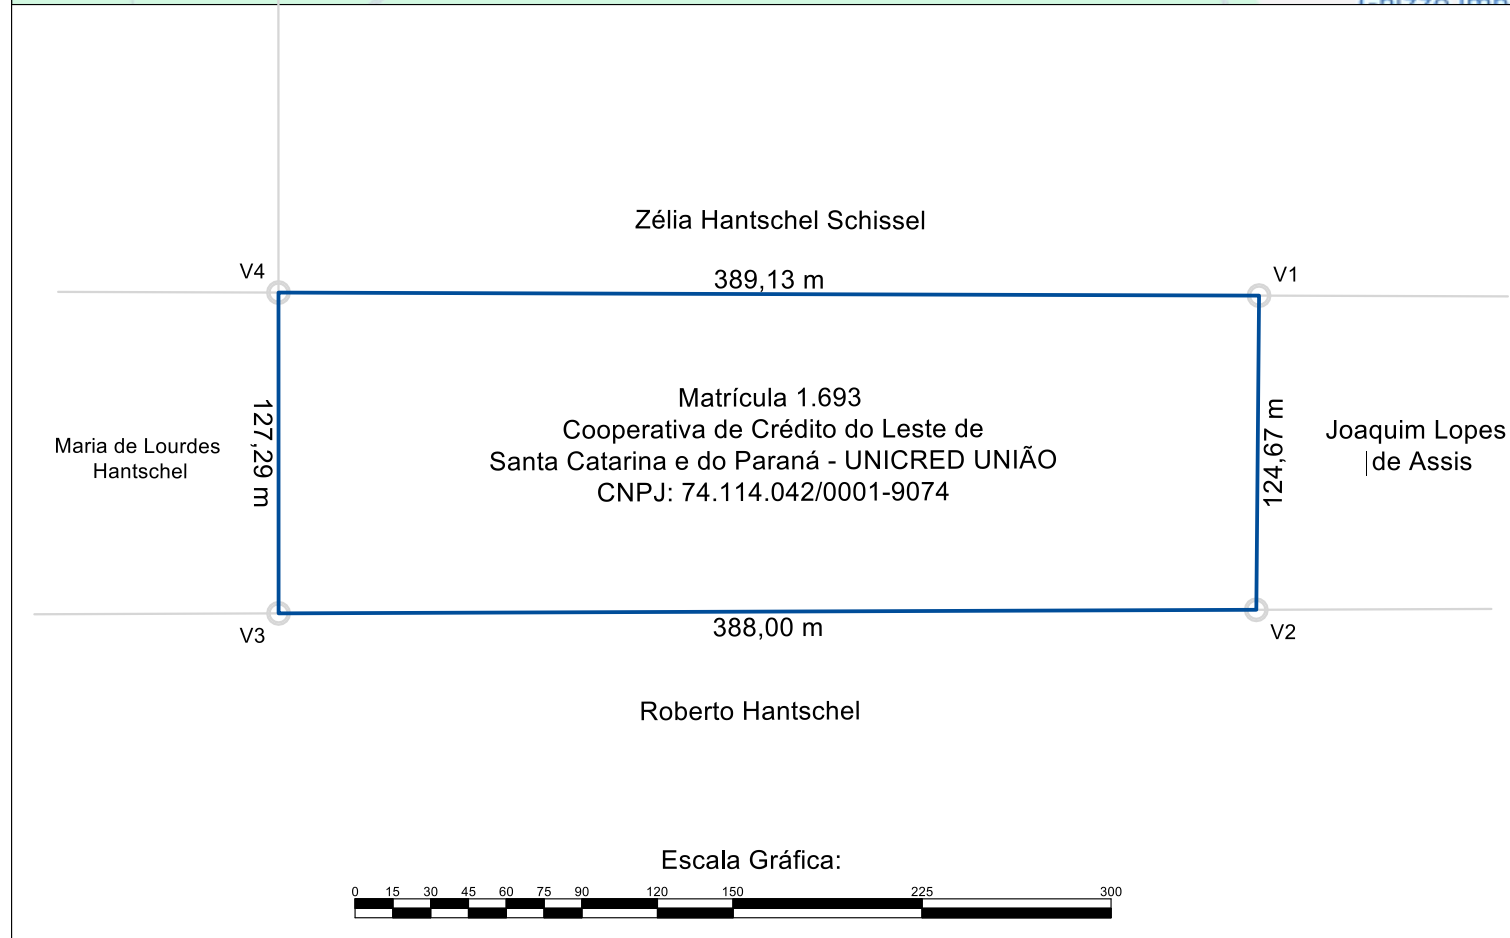 Zélia Hantschel Schissel
V4
389,13 m
V1
Matrícula 1.693
Cooperativa de Crédito do Leste de
Santa Catarina e do Paraná - UNICRED UNIÃO
CNPJ: 74.114.042/0001-9074
127,29 m
124,67 m
Maria de Lourdes
Hantschel
Joaquim Lopes
de Assis
V3
388,00 m
V2
Roberto Hantschel
Escala Gráfica:
0 15 30 45 60 75 90 120 150 225 300